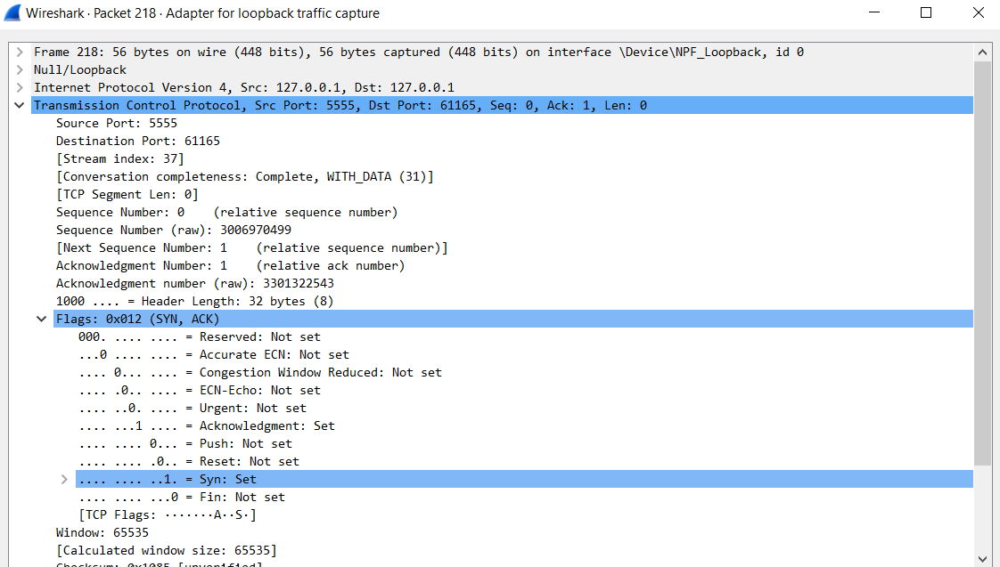 Wireshark · Packet 218 · Adapter for loopback traffic capture
Frame 218: 56 bytes on wire (448 bits), 56 bytes captured (448 bits) on interface \Device\NPF_Loopback, id 0
Null/Loopback
Internet Protocol Version 4, Src: 127.0.0.1, Dst: 127.0.0.1
Transmission Control Protocol, Src Port: 5555, Dst Port: 61165, Seq: 0, Ack: 1, Len: 0
Source Port: 5555
Destination Port: 61165
[Stream index: 37]
[Conversation completeness: Complete, WITH_DATA (31)]
[TCP Segment Len: 0]
Sequence Number: 0    (relative sequence number)
Sequence Number (raw): 3006970499
[Next Sequence Number: 1    (relative sequence number)]
Acknowledgment Number: 1    (relative ack number)
Acknowledgment number (raw): 3301322543
1000 .... = Header Length: 32 bytes (8)
Flags: 0x012 (SYN, ACK)
000. .... .... = Reserved: Not set
...0 .... .... = Accurate ECN: Not set
.... 0... .... = Congestion Window Reduced: Not set
.... .0.. .... = ECN-Echo: Not set
.... ..0. .... = Urgent: Not set
.... ...1 .... = Acknowledgment: Set
.... .... 0... = Push: Not set
.... .... .0.. = Reset: Not set
.... .... ..1. = Syn: Set
.... .... ...0 = Fin: Not set
[TCP Flags: ·······A··S·]
Window: 65535
[Calculated window size: 65535]
Checksum: 0x1085 [unverified]